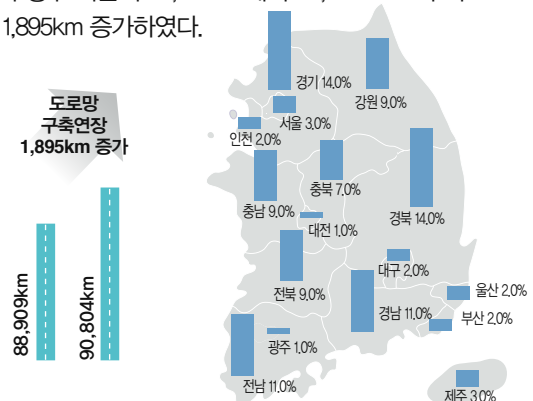 1,895km 증가하였다.
도로망
구축연장
1,895km 증가
88,909km
90,804km
경기 14.0%
강원 9.0%
서울 3.0%
인천 2.0%
충북 7.0%
충남 9.0%
경북 14.0%
대전 1.0%
대구 2.0%
전북 9.0%
울산 2.0%
경남 11.0%
부산 2.0%
광주 1.0%
전남 11.0%
제주 3.0%